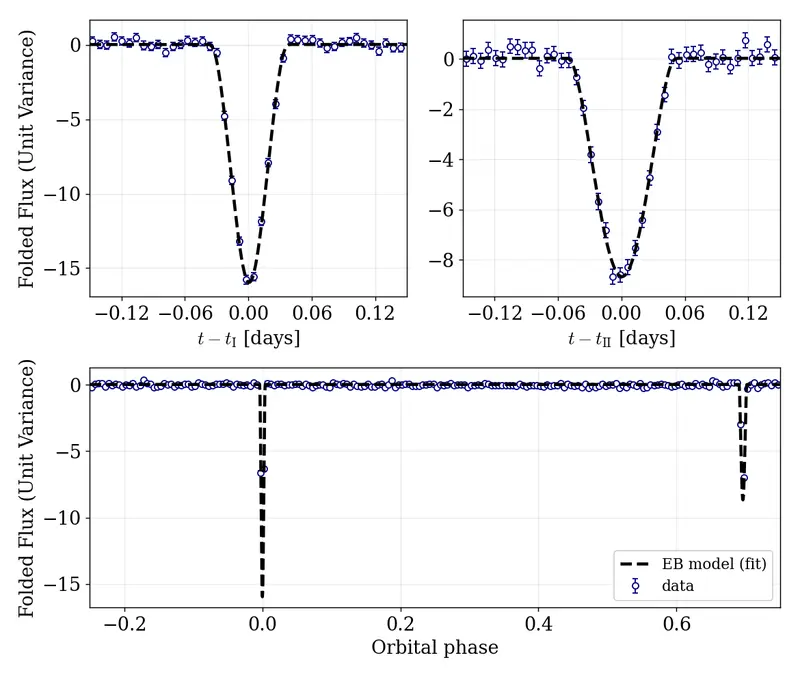 Folded Flux (Unit Variance)
0
−5
−10
−15
−0.12 −0.06 0.00 0.06 0.12
t − tI [days]
0
−2
−4
−6
−8
−0.12 −0.06 0.00 0.06 0.12
t − tII [days]
Folded Flux (Unit Variance)
0
−5
−10
−15
EB model (fit)
data
−0.2 0.0 0.2 0.4 0.6
Orbital phase